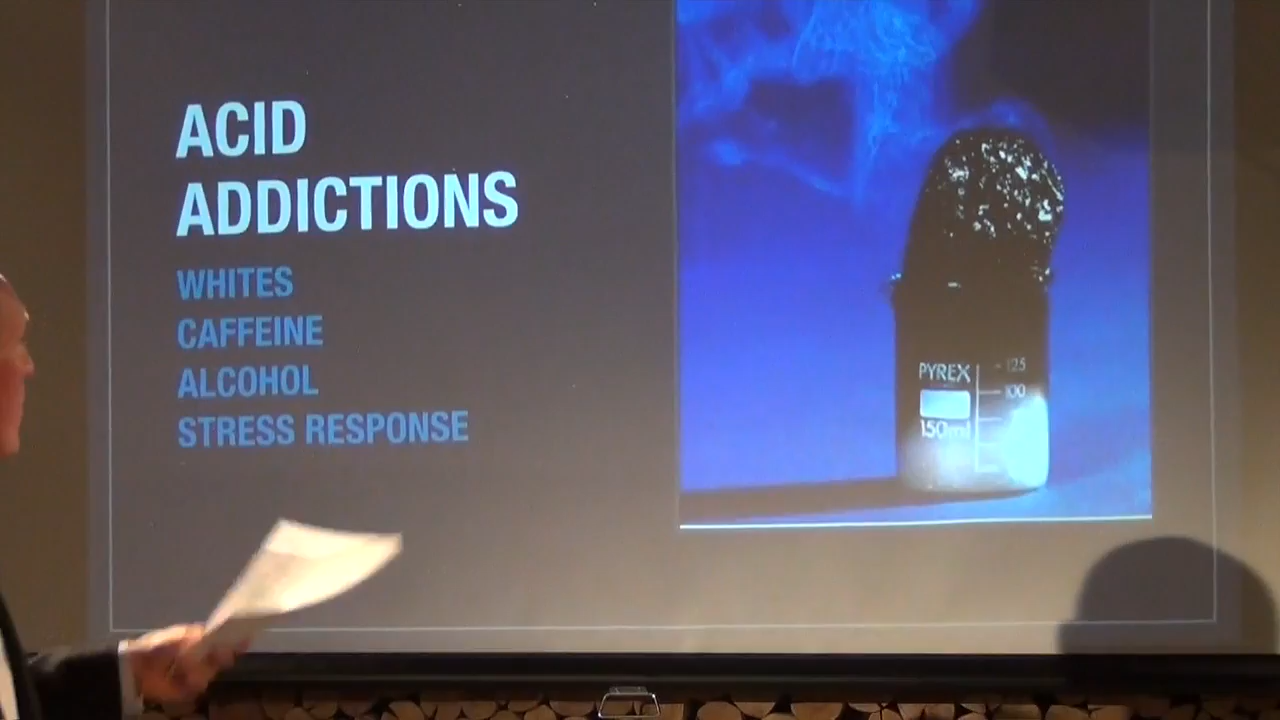 ACID
ADDICTIONS
WHITES
CAFFEINE
ALCOHOL
STRESS RESPONSE
PYREX
125
100
150ml